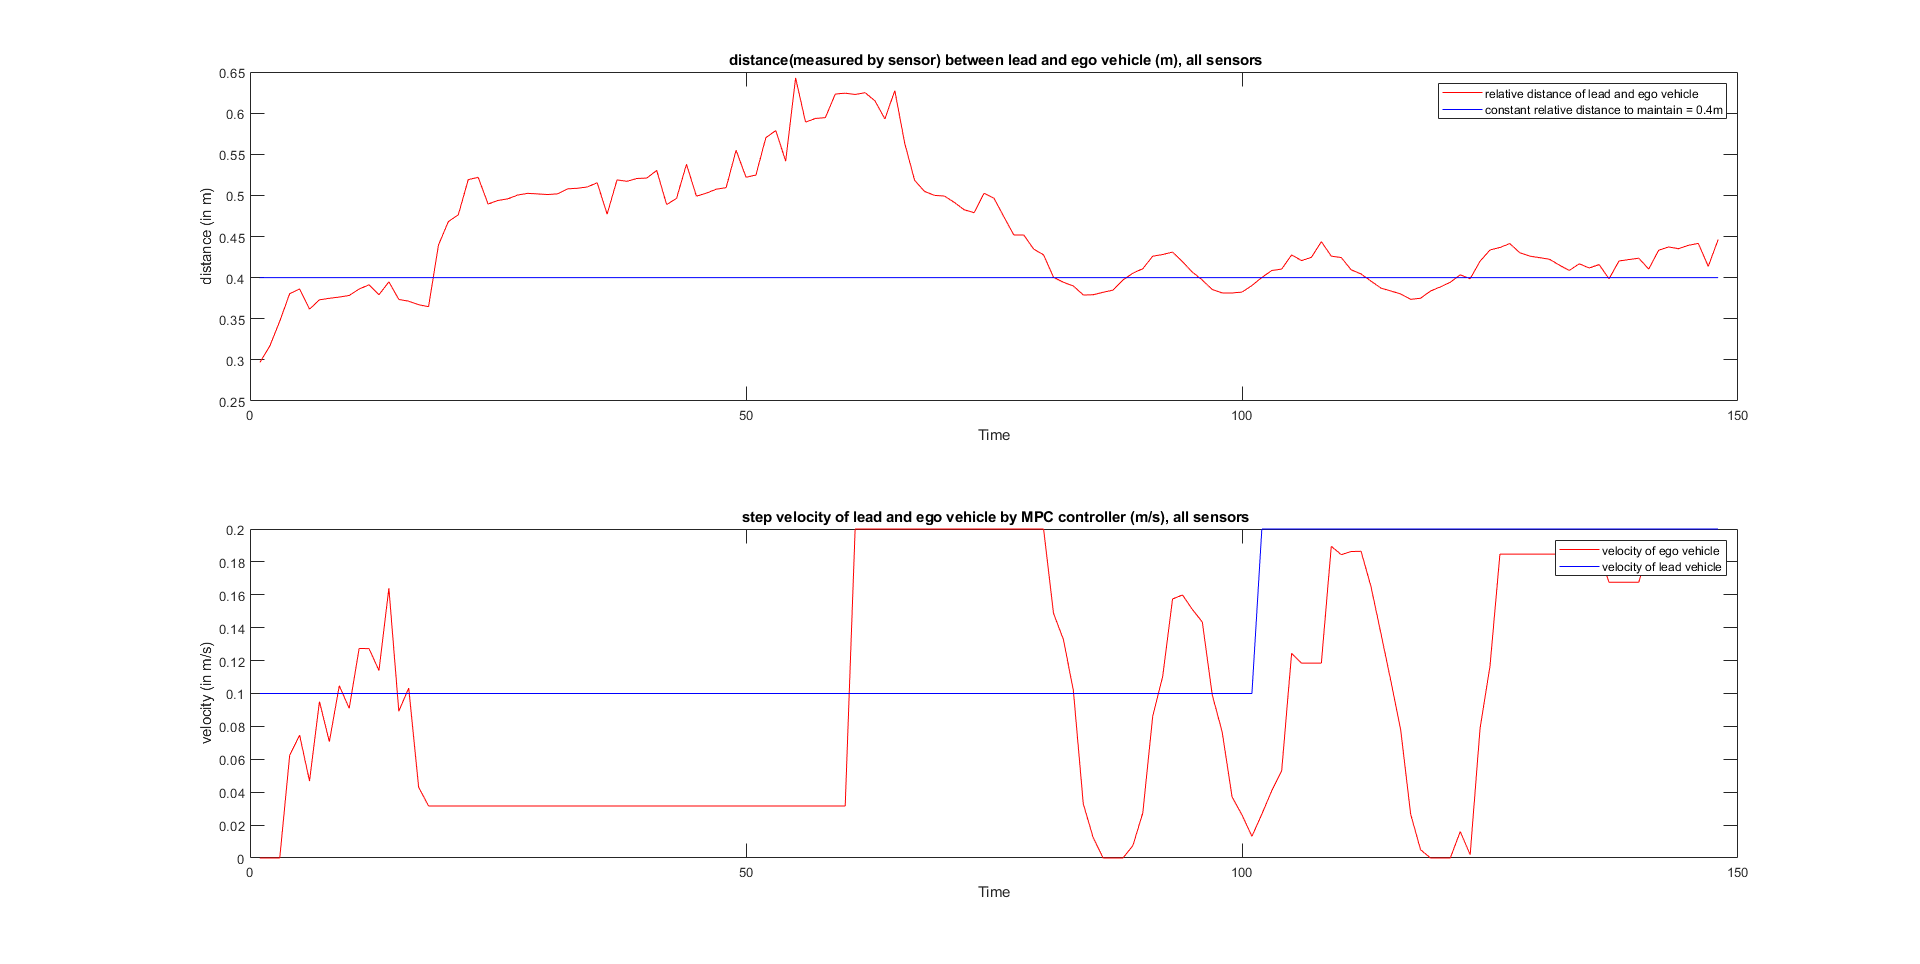 distance(measured by sensor) between lead and ego vehicle (m), all sensors
0.65
0.6
0.55
0.5
0.45
0.4
0.35
0.3
0.25
distance (in m)
relative distance of lead and ego vehicle
constant relative distance to maintain = 0.4m
0
50
100
150
Time
step velocity of lead and ego vehicle by MPC controller (m/s), all sensors
0.2
0.18
0.16
0.14
0.12
0.1
0.08
0.06
0.04
0.02
0
velocity (in m/s)
velocity of ego vehicle
velocity of lead vehicle
0
50
100
150
Time